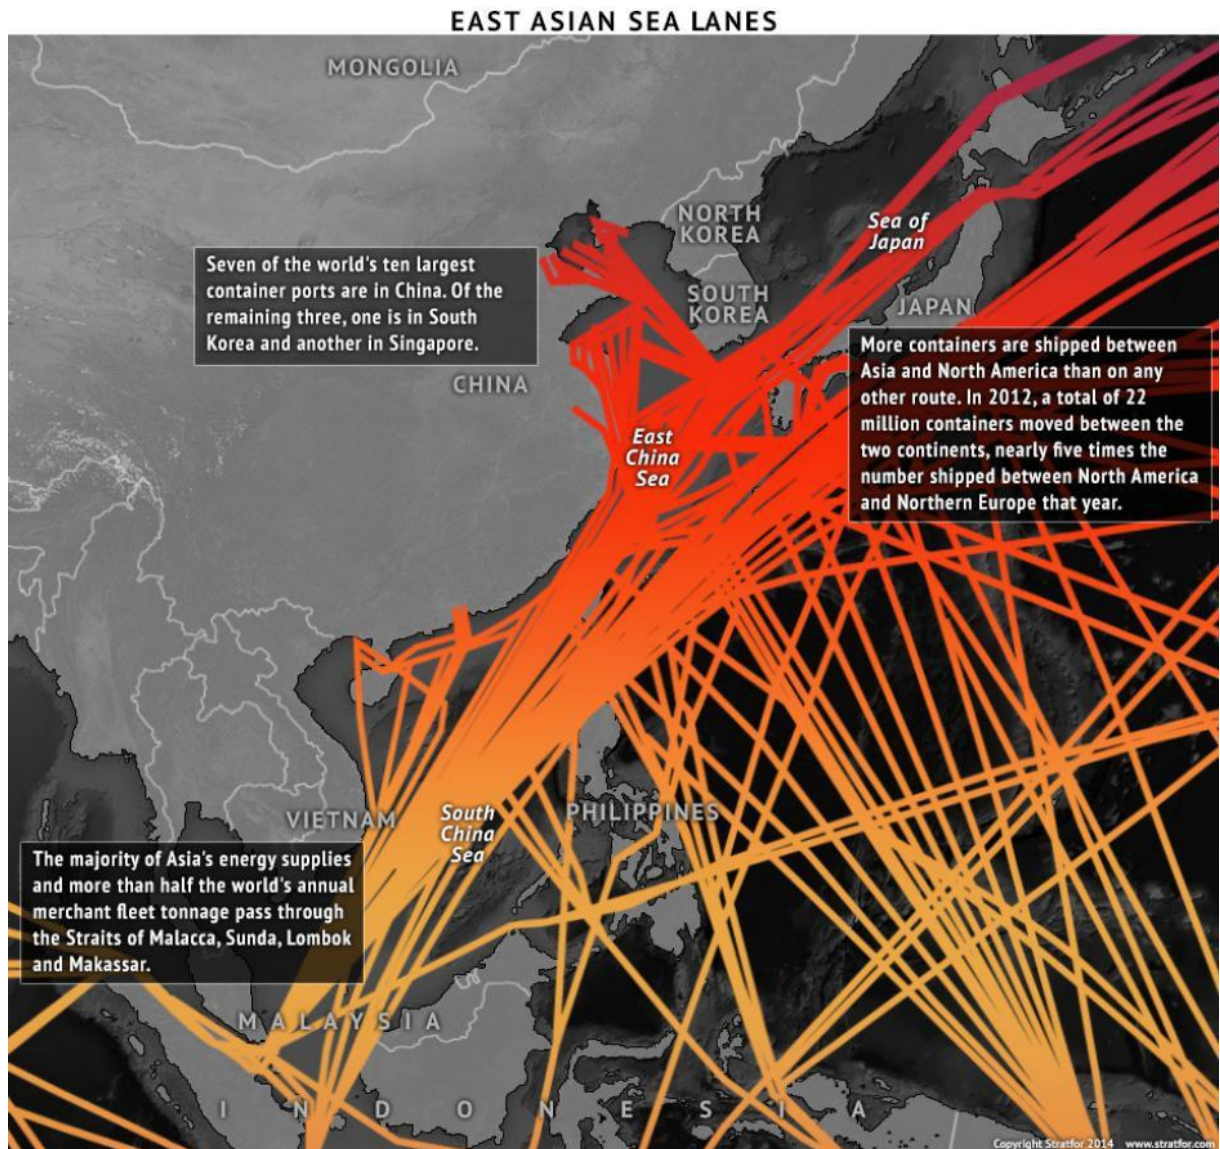 EAST ASIAN SEA LANES
MONGOLIA
NORTH
KOREA
Sea of
Japan
Seven of the world's ten largest
container ports are in China. Of the
remaining three, one is in South
Korea and another in Singapore.
SOUTH
KOREA
JAPAN
More containers are shipped between
Asia and North America than on any
other route. In 2012, a total of 22
million containers moved between the
two continents, nearly five times the
number shipped between North America
and Northern Europe that year.
CHINA
East
China
Sea
VIETNAM
South
China
Sea
PHILIPPINES
The majority of Asia's energy supplies
and more than half the world's annual
merchant fleet tonnage pass through
the Straits of Malacca, Sunda, Lombok
and Makassar.
MALAYSIA
INDONESIA
Copyright Stratfor 2014 www.stratfor.com